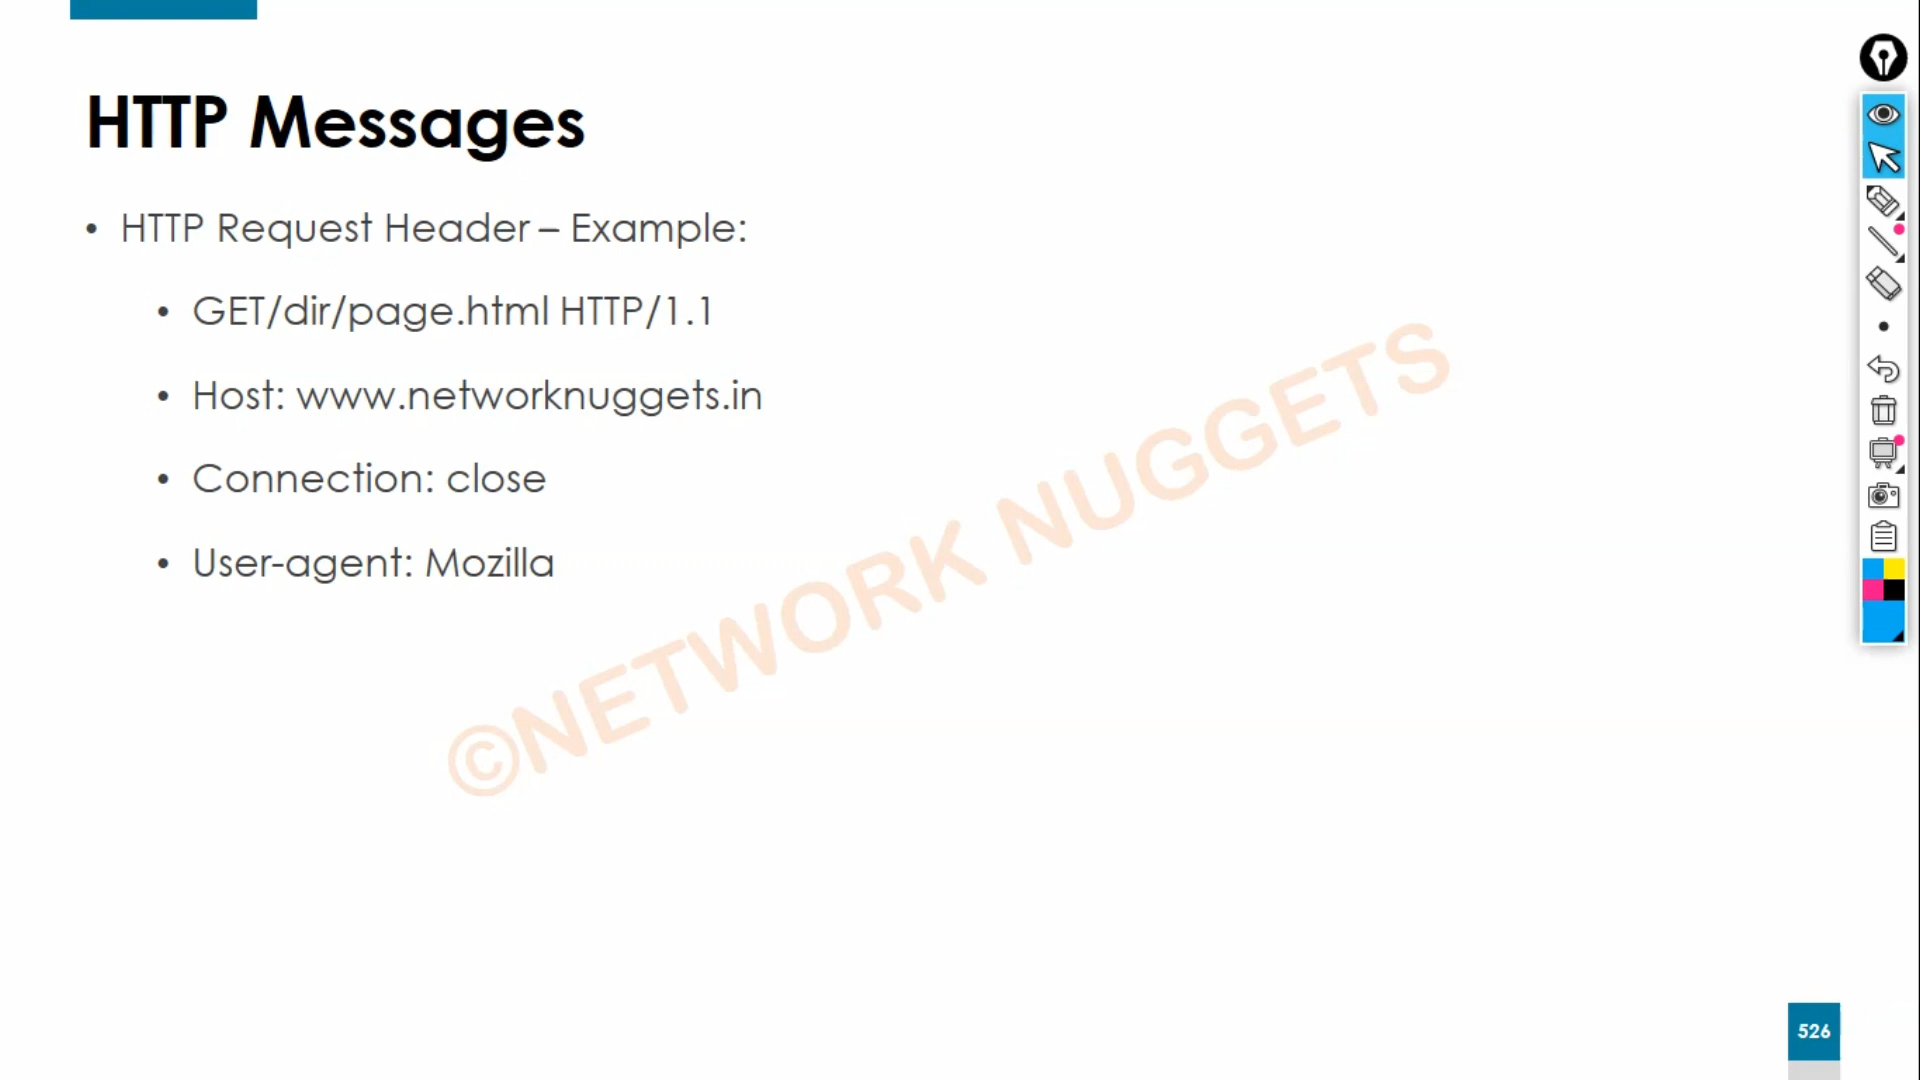 HTTP Messages
• HTTP Request Header – Example:
• GET/dir/page.html HTTP/1.1
• Host: www.networknuggets.in
• Connection: close
• User-agent: Mozilla
©NETWORK NUGGETS
526